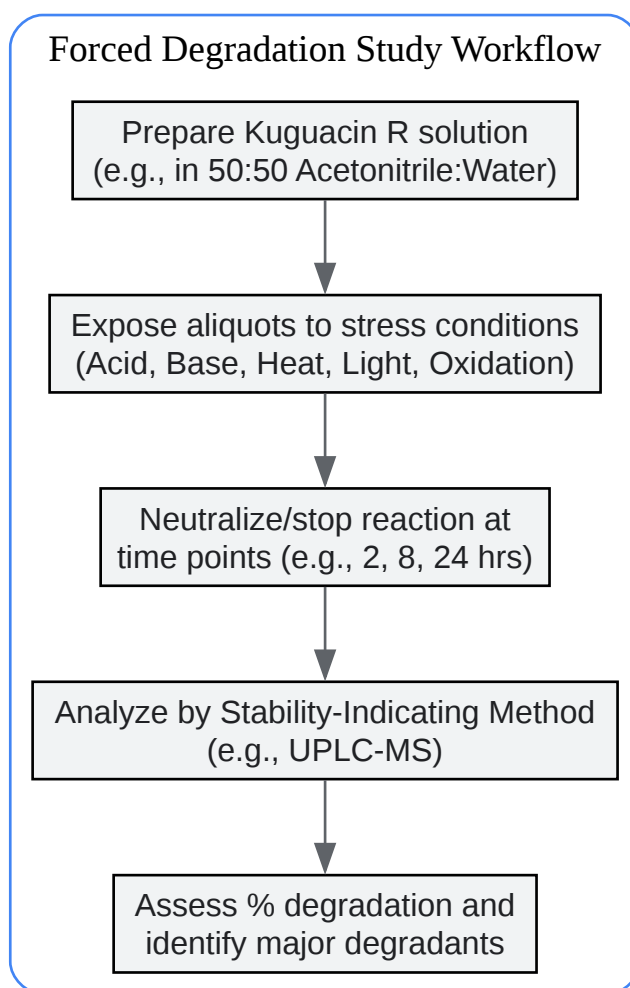 Forced Degradation Study Workflow
Prepare Kuguacin R solution
(e.g., in 50:50 Acetonitrile:Water)
Expose aliquots to stress conditions
(Acid, Base, Heat, Light, Oxidation)
Neutralize/stop reaction at
time points (e.g., 2, 8, 24 hrs)
Analyze by Stability-Indicating Method
(e.g., UPLC-MS)
Assess % degradation and
identify major degradants